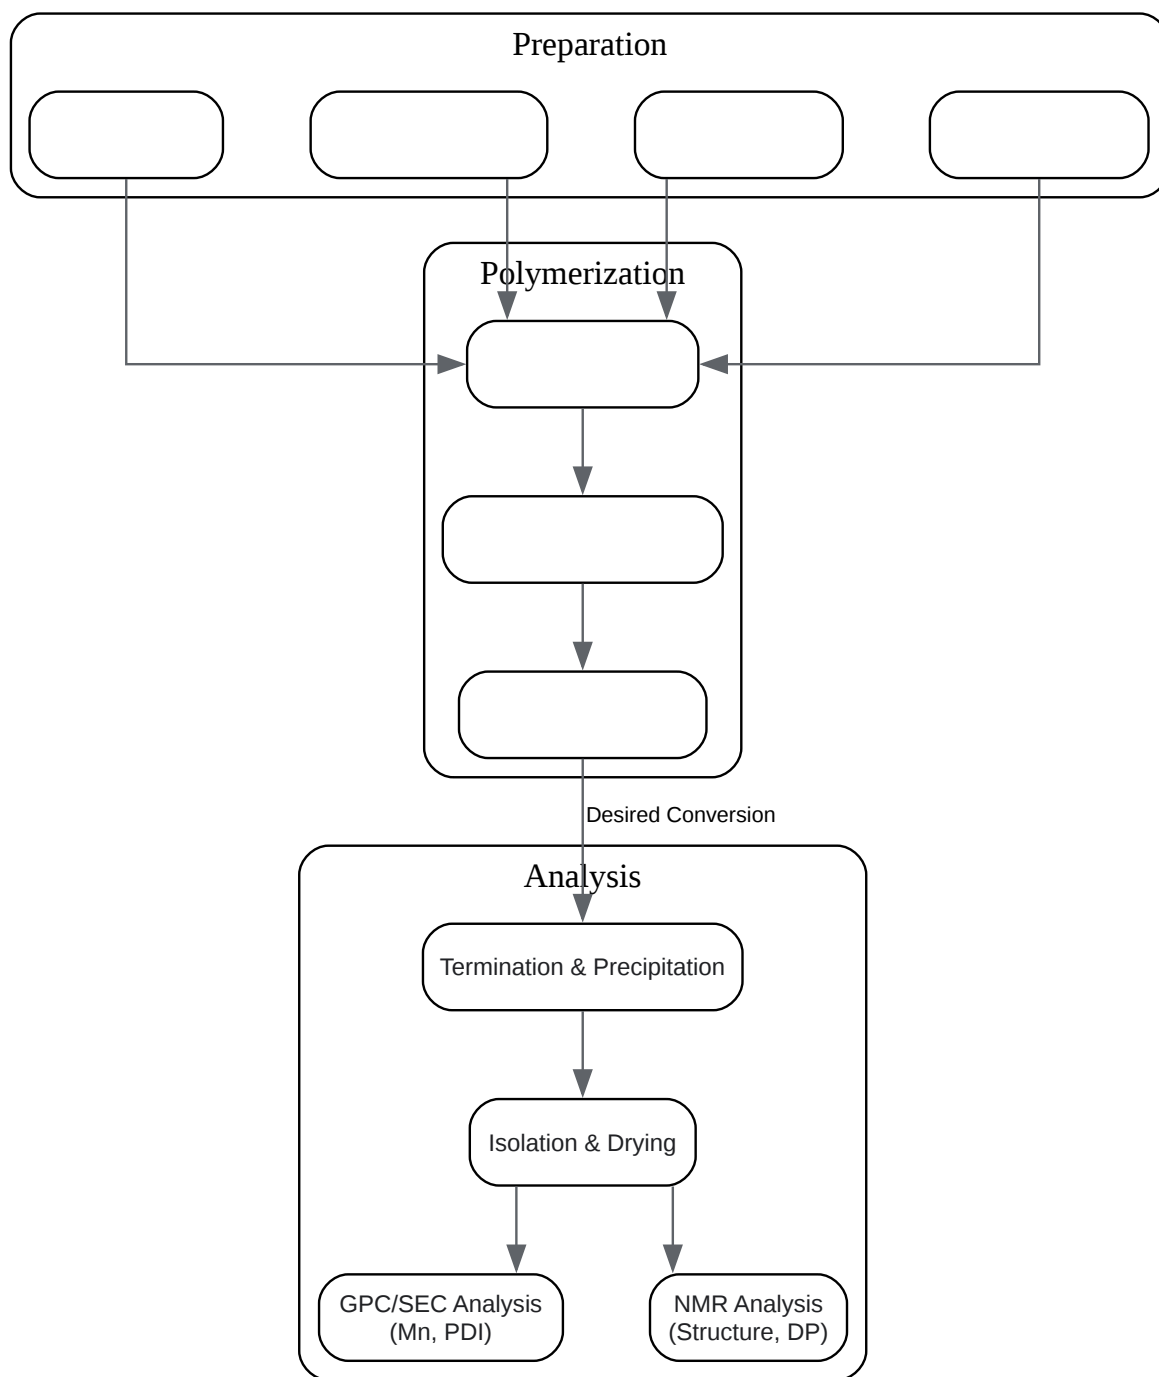 Preparation
Polymerization
Desired Conversion
Analysis
Termination & Precipitation
Isolation & Drying
GPC/SEC Analysis
(Mn, PDI)
NMR Analysis
(Structure, DP)